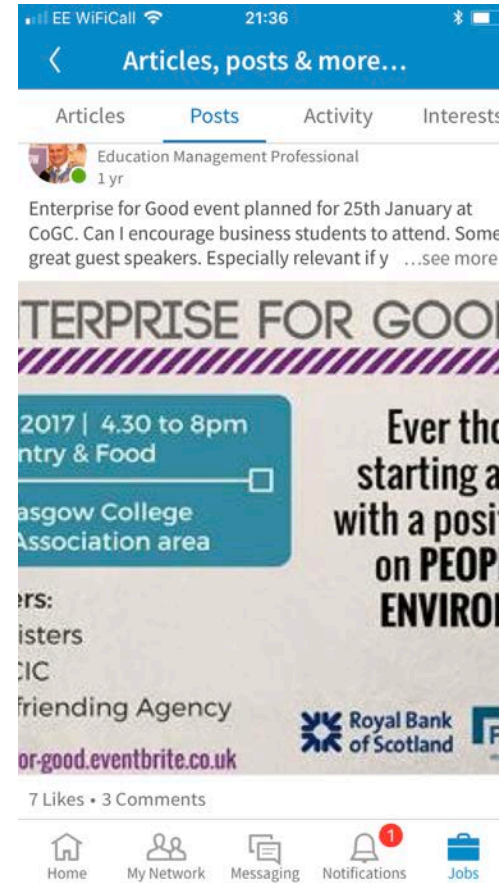 EE WiFiCall 21:36
Articles, posts & more...
Articles Posts Activity Interests
Education Management Professional
1 yr
Enterprise for Good event planned for 25th January at
CoGC. Can I encourage business students to attend. Some
great guest speakers. Especially relevant if y ...see more
TERPRISE FOR GOO
2017 | 4.30 to 8pm
ntry & Food
asgow College
Association area
ers:
isters
CIC
friending Agency
or-good.eventbrite.co.uk
Ever tho
starting a
with a posi
on PEOP
ENVIRO
Royal Bank
of Scotland
7 Likes • 3 Comments
1
Home My Network Messaging Notifications Jobs